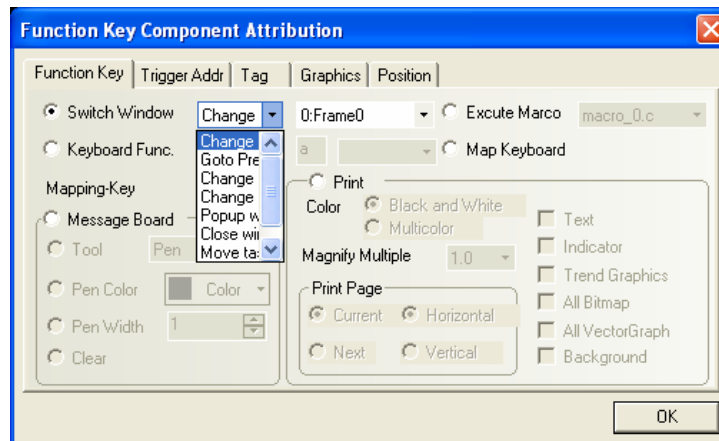 Function Key Component Attribution
Function Key Trigger Addr Tag Graphics Position
Switch Window Change 0:Frame0 Excute Marco macro_0.c
Keyboard Func. a Map Keyboard
Change
Goto Pre
Change
Change
Popup w
Close wi
Move ta
Mapping-Key
Message Board
Tool Pen
Pen Color Color
Pen Width 1
Clear
Print
Color Black and White
Multicolor
Magnify Multiple 1.0
Print Page
Current Horizontal
Next Vertical
Text
Indicator
Trend Graphics
All Bitmap
All VectorGraph
Background
OK